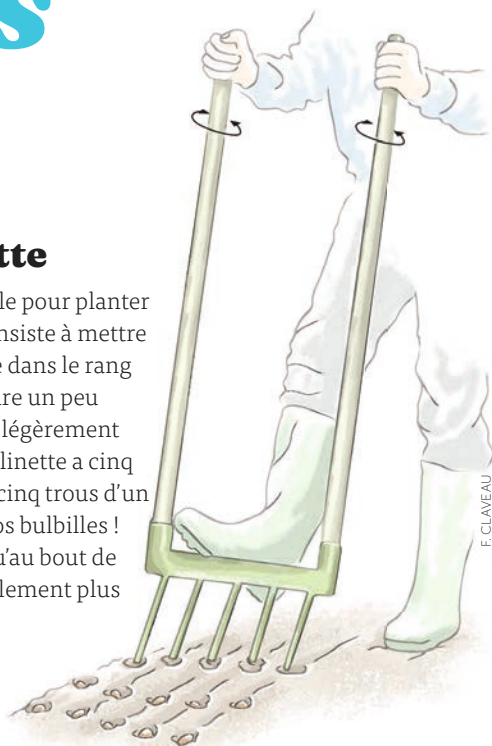 s
tte
le pour planter
nsiste à mettre
e dans le rang
ire un peu
légèrement
linette a cinq
cinq trous d'un
os bulbilles !
u'au bout de
lement plus
F. CLAVEAU